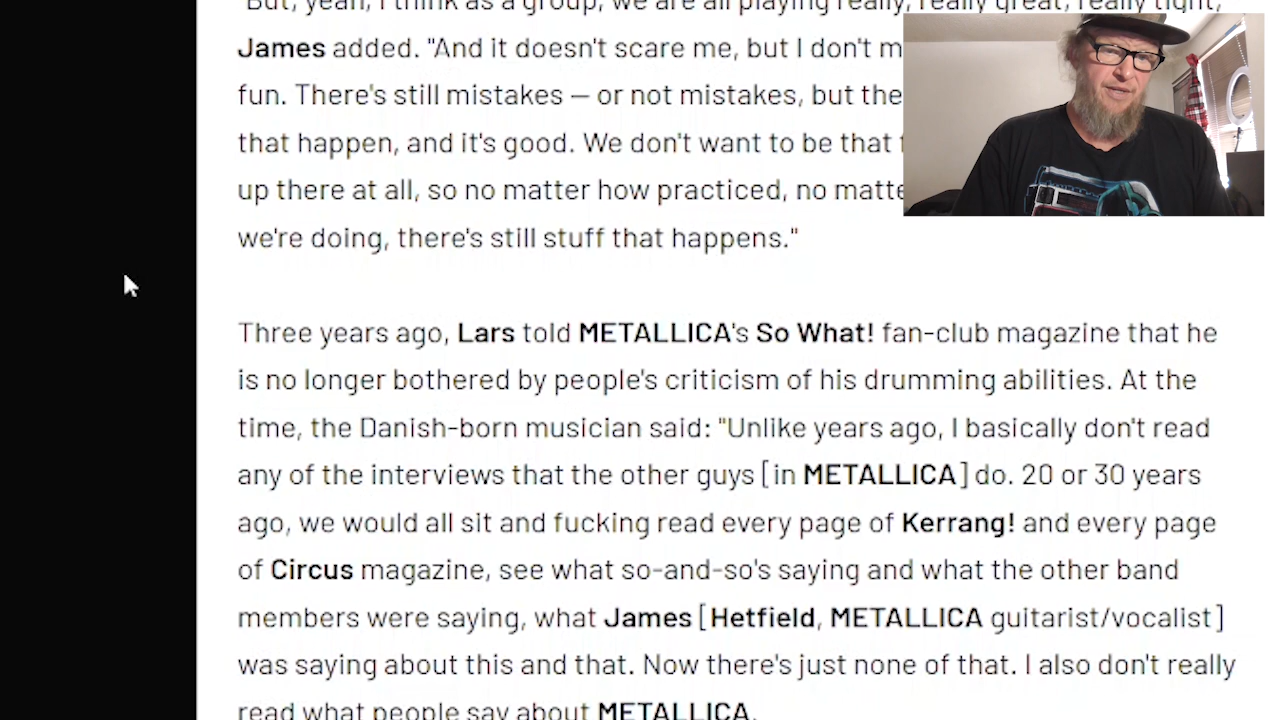 "But, yeah, I think as a group, we are all playing really, really great, really tight,"
James added. "And it doesn't scare me, but I don't m
fun. There's still mistakes — or not mistakes, but the
that happen, and it's good. We don't want to be that
up there at all, so no matter how practiced, no matte
we're doing, there's still stuff that happens."
Three years ago, Lars told METALLICA's So What! fan-club magazine that he
is no longer bothered by people's criticism of his drumming abilities. At the
time, the Danish-born musician said: "Unlike years ago, I basically don't read
any of the interviews that the other guys [in METALLICA] do. 20 or 30 years
ago, we would all sit and fucking read every page of Kerrang! and every page
of Circus magazine, see what so-and-so's saying and what the other band
members were saying, what James [Hetfield, METALLICA guitarist/vocalist]
was saying about this and that. Now there's just none of that. I also don't really
read what people say about METALLICA.